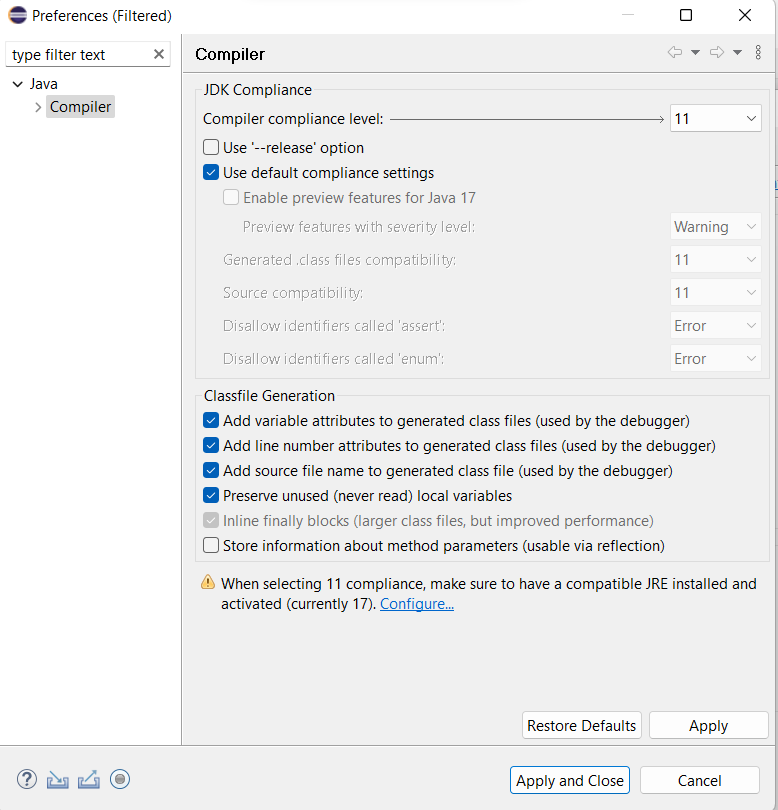 Preferences (Filtered)
type filter text
Java
Compiler
Compiler
JDK Compliance
Compiler compliance level:
11
Use '--release' option
Use default compliance settings
Enable preview features for Java 17
Preview features with severity level:
Warning
Generated .class files compatibility:
11
Source compatibility:
11
Disallow identifiers called 'assert':
Error
Disallow identifiers called 'enum':
Error
Classfile Generation
Add variable attributes to generated class files (used by the debugger)
Add line number attributes to generated class files (used by the debugger)
Add source file name to generated class file (used by the debugger)
Preserve unused (never read) local variables
Inline finally blocks (larger class files, but improved performance)
Store information about method parameters (usable via reflection)
When selecting 11 compliance, make sure to have a compatible JRE installed and
activated (currently 17). Configure...
Restore Defaults
Apply
Apply and Close
Cancel